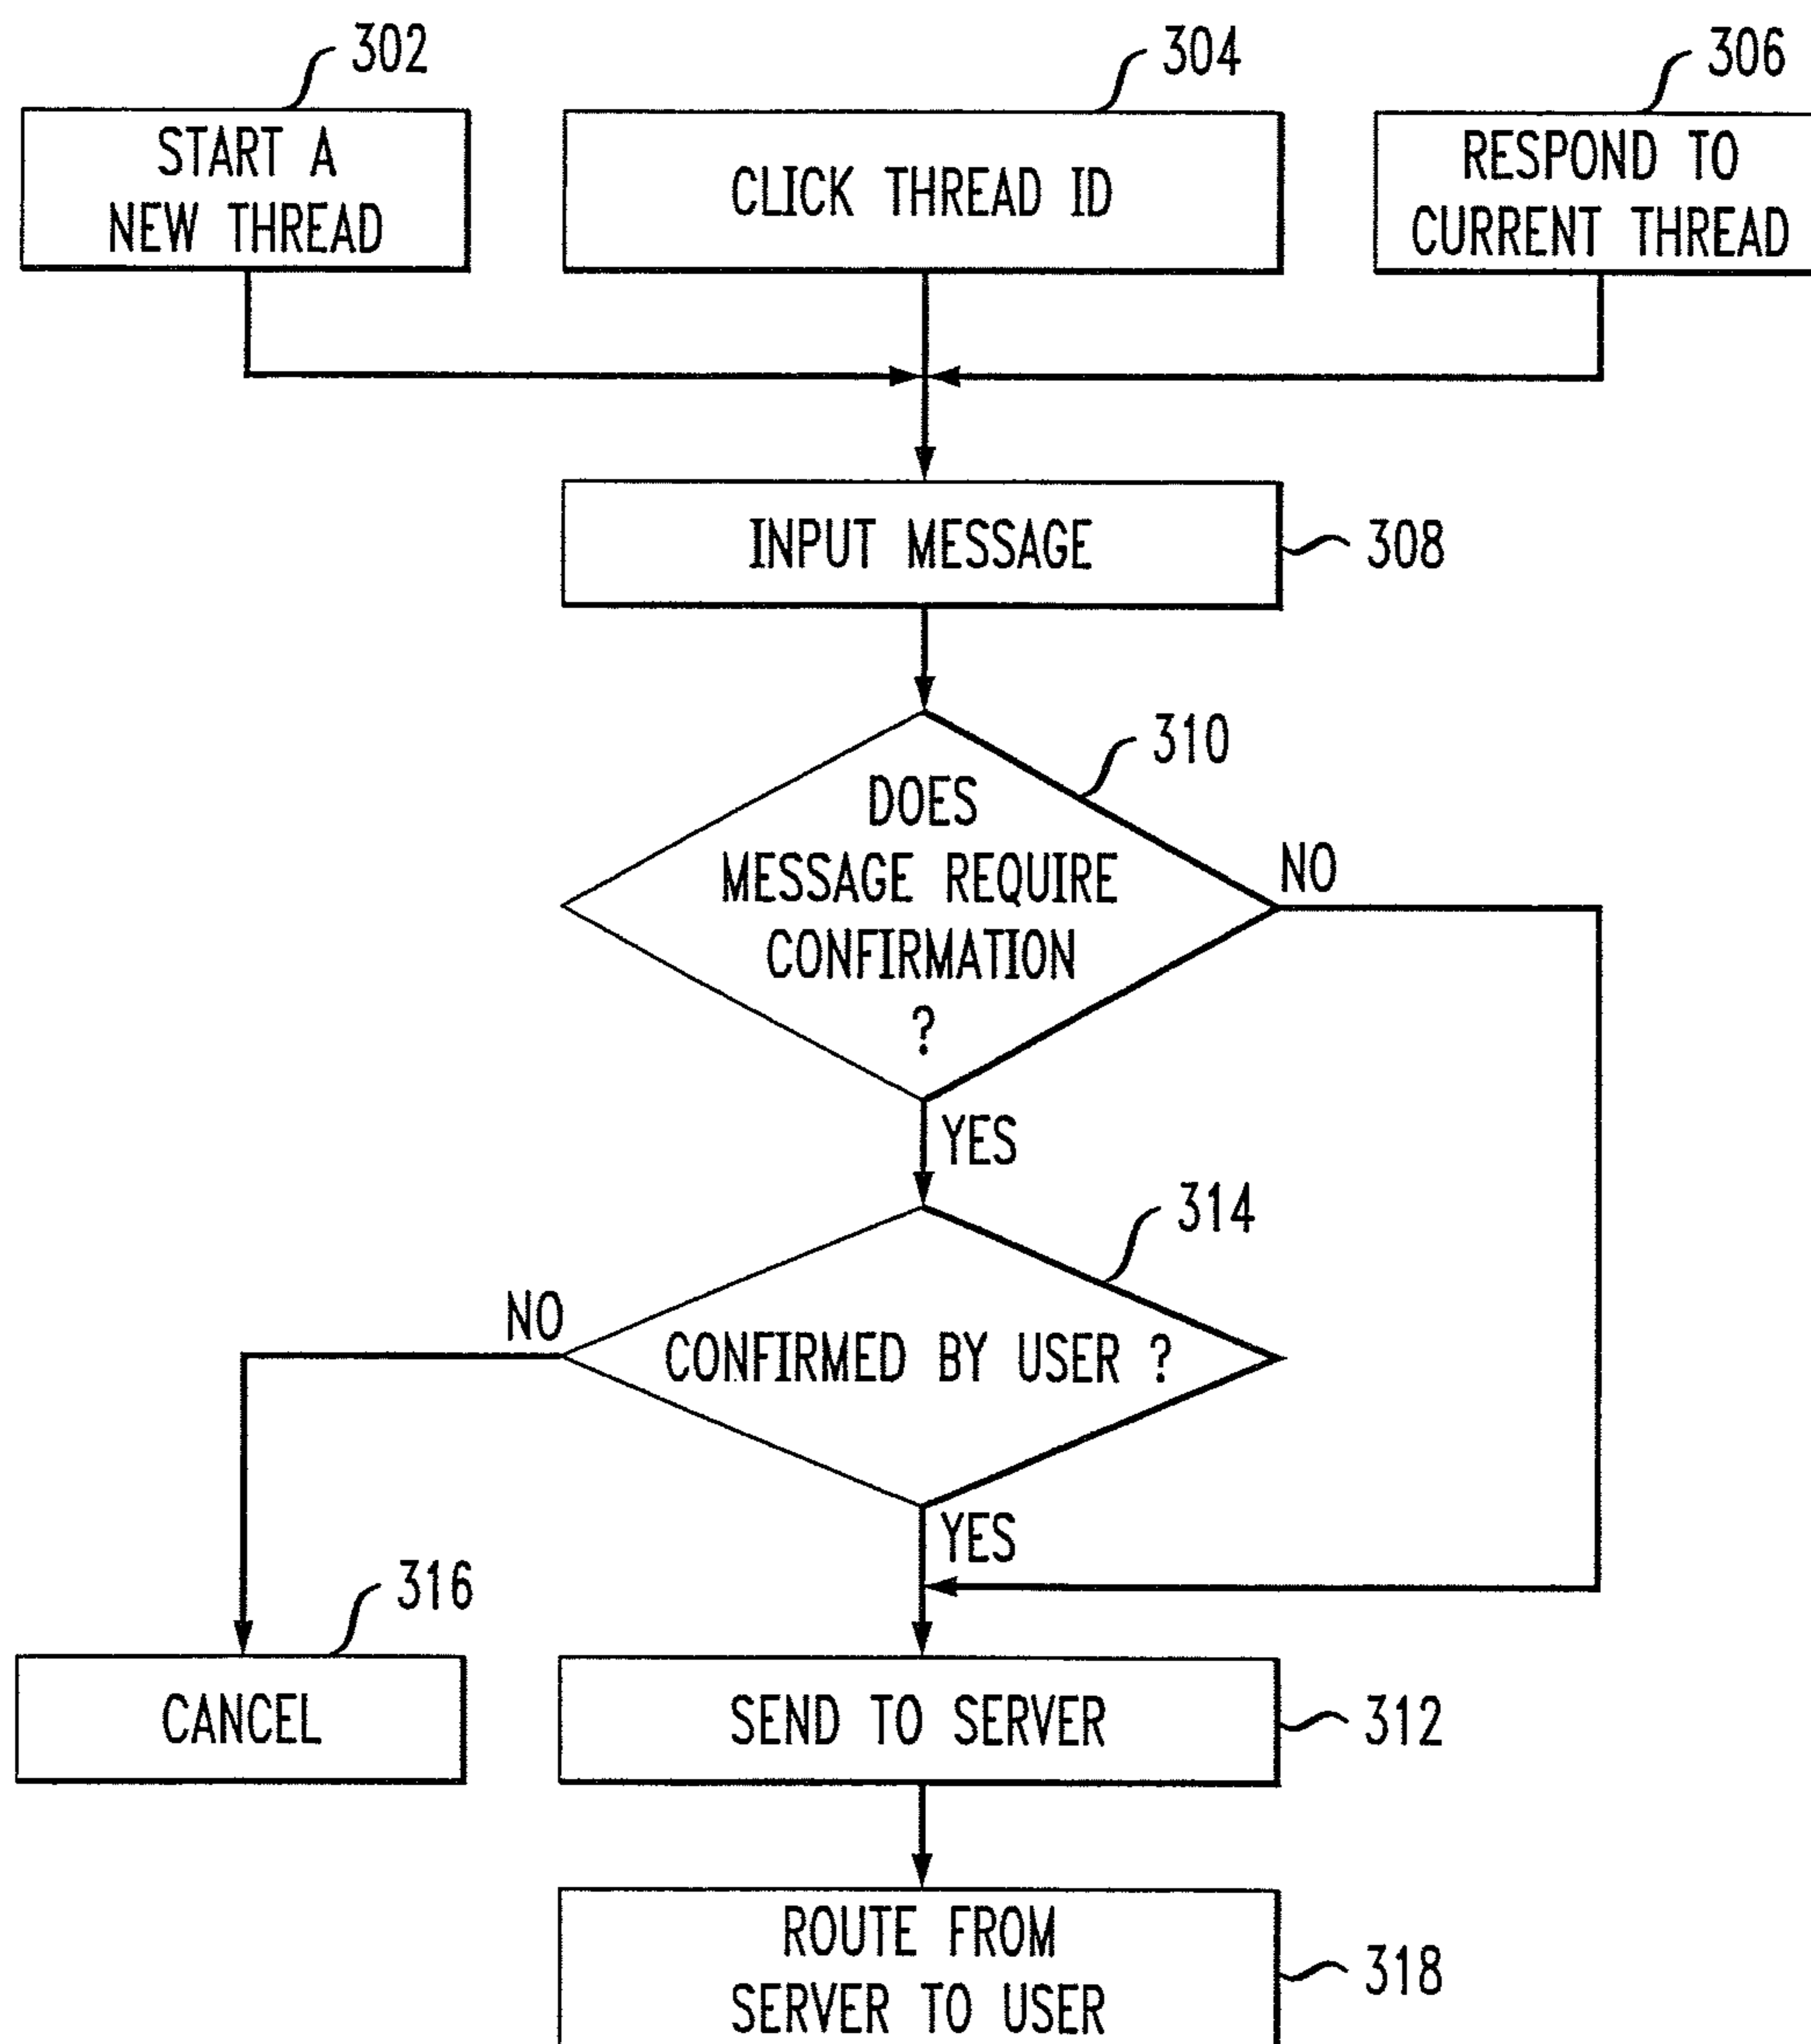 302
START A
NEW THREAD
304
CLICK THREAD ID
306
RESPOND TO
CURRENT THREAD
INPUT MESSAGE
308
310
DOES
MESSAGE REQUIRE
CONFIRMATION
?
NO
YES
314
NO
CONFIRMED BY USER ?
YES
316
CANCEL
SEND TO SERVER
312
ROUTE FROM
SERVER TO USER
318